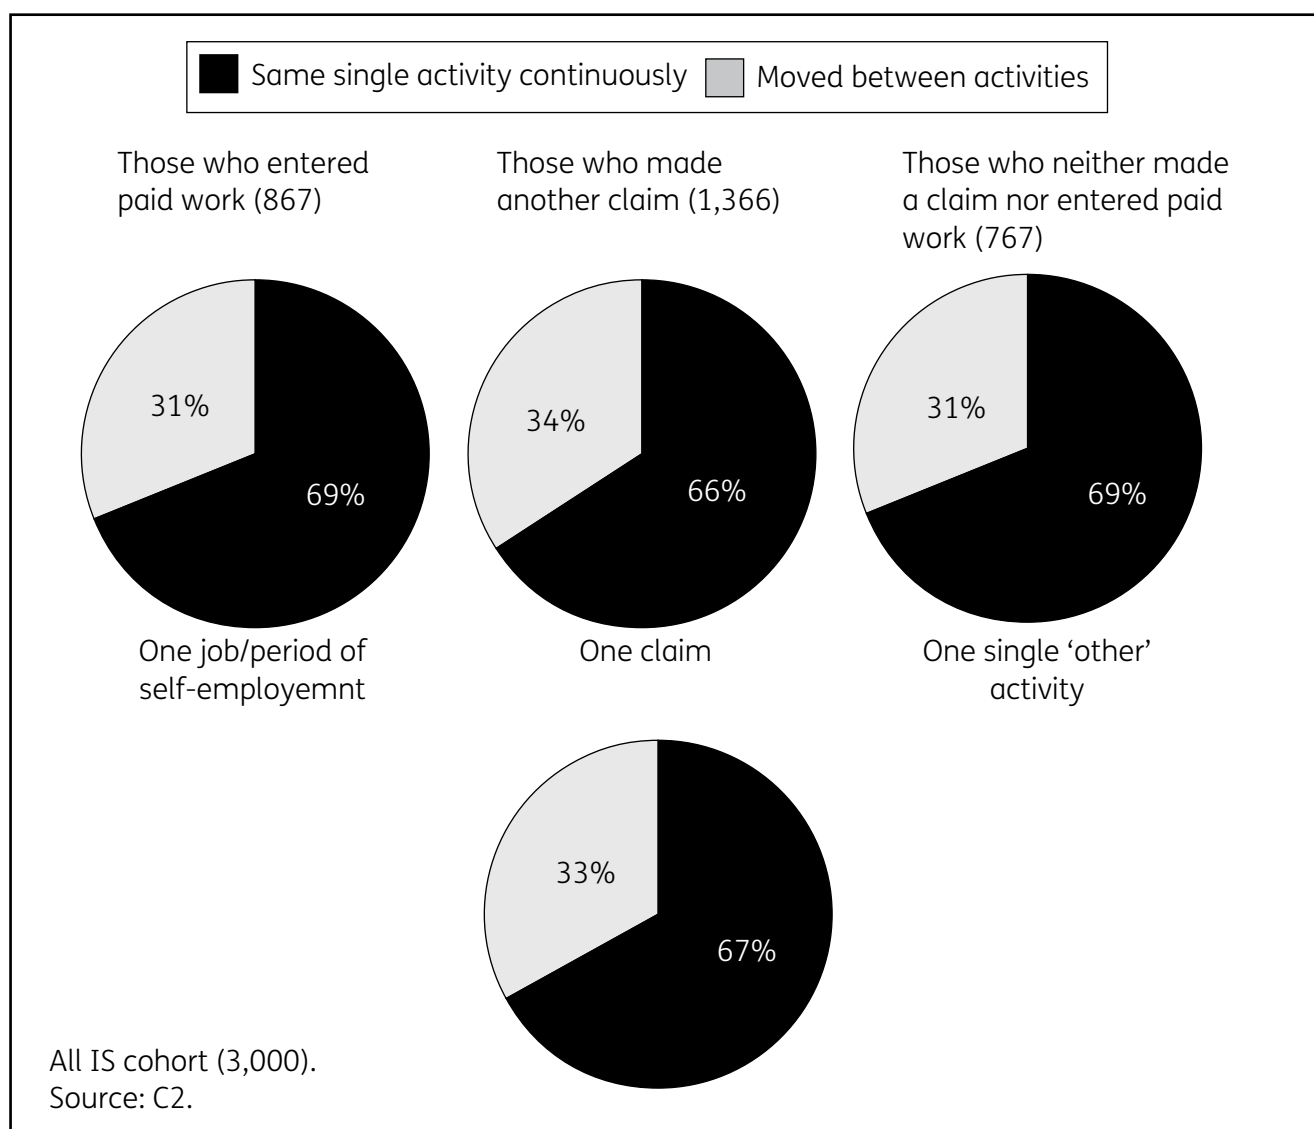 Same single activity continuously Moved between activities
Those who entered
paid work (867)
Those who made
another claim (1,366)
Those who neither made
a claim nor entered paid
work (767)
31%
69%
34%
66%
31%
69%
One job/period of
self-employemnt
One claim
One single ‘other’
activity
33%
67%
All IS cohort (3,000).
Source: C2.